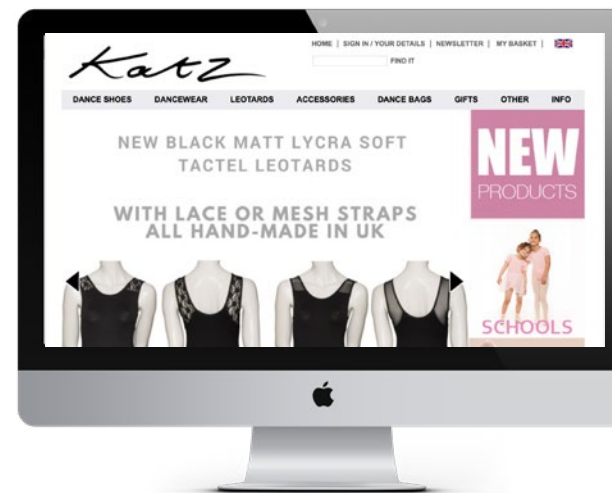 Katz
HOME | SIGN IN / YOUR DETAILS | NEWSLETTER | MY BASKET |
FIND IT
DANCE SHOES DANCEWEAR LEOTARDS ACCESSORIES DANCE BAGS GIFTS OTHER INFO
NEW BLACK MATT LYCRA SOFT
TACTEL LEOTARDS
WITH LACE OR MESH STRAPS
ALL HAND-MADE IN UK
NEW
PRODUCTS
SCHOOLS